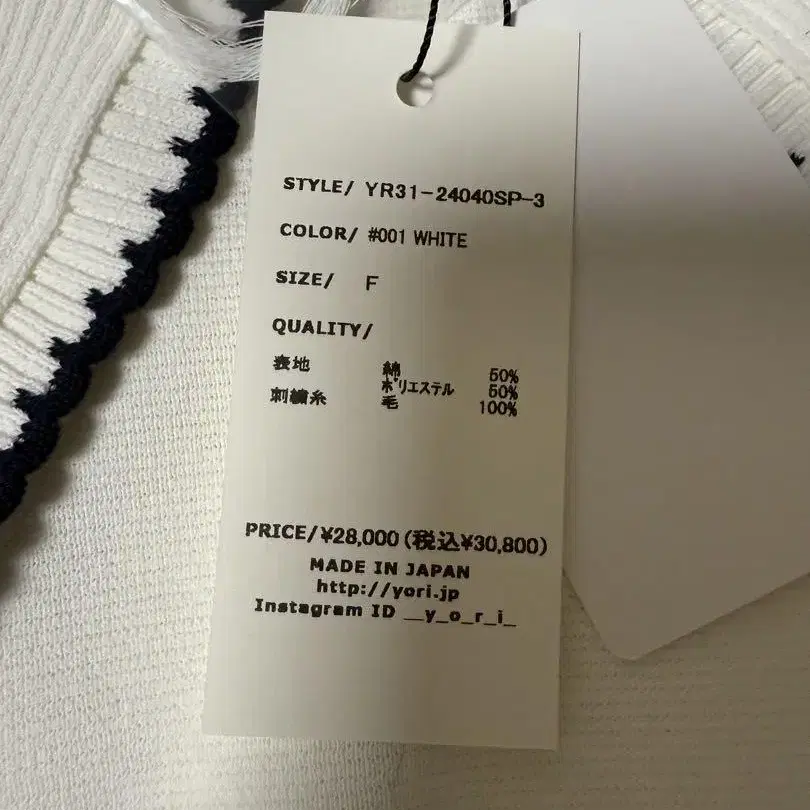 STYLE/ YR31-24040SP-3
COLOR/ #001 WHITE
SIZE/ F
QUALITY/
表地 綿 50%
ポリエステル 50%
刺繍糸 毛 100%
PRICE/¥28,000(税込¥30,800)
MADE IN JAPAN
http://yori.jp
Instagram ID __y_o_r_i_